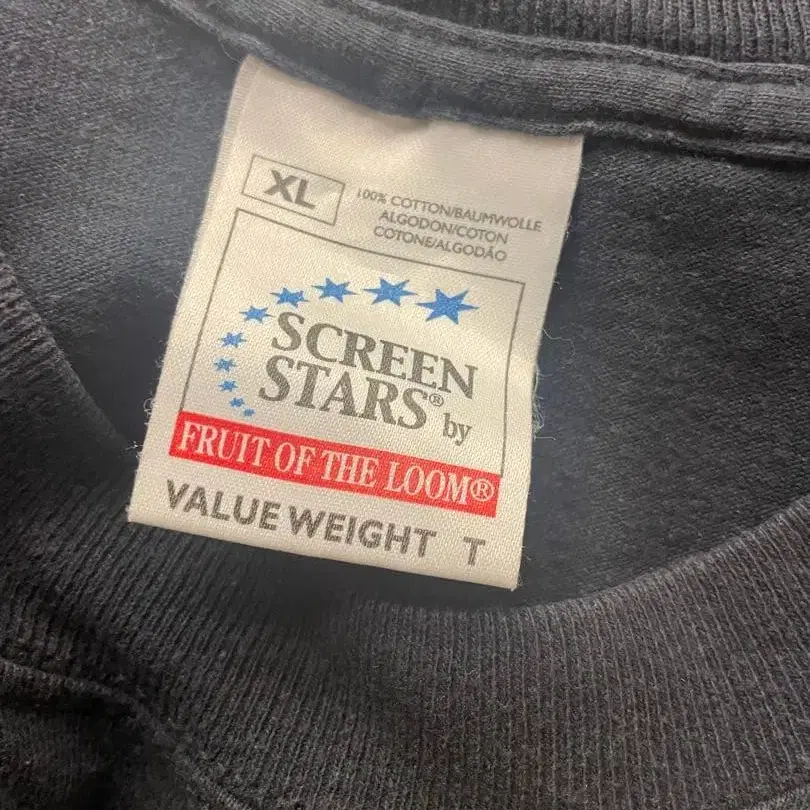 XL
100% COTTON/BAUMWOLLE
ALGODON/COTON
COTONE/ALGODÃO
SCREEN
STARS® by
FRUIT OF THE LOOM®
VALUE WEIGHT T